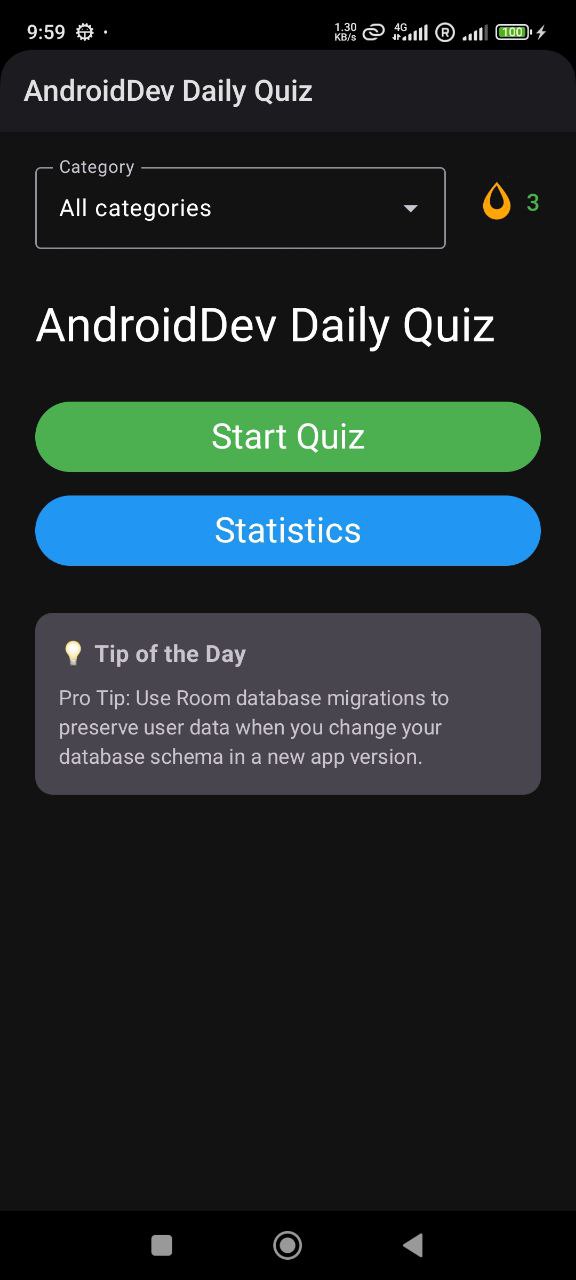 9:59
1.30
KB/s
4G
R
100
AndroidDev Daily Quiz
Category
All categories
3
AndroidDev Daily Quiz
Start Quiz
Statistics
💡 Tip of the Day
Pro Tip: Use Room database migrations to
preserve user data when you change your
database schema in a new app version.